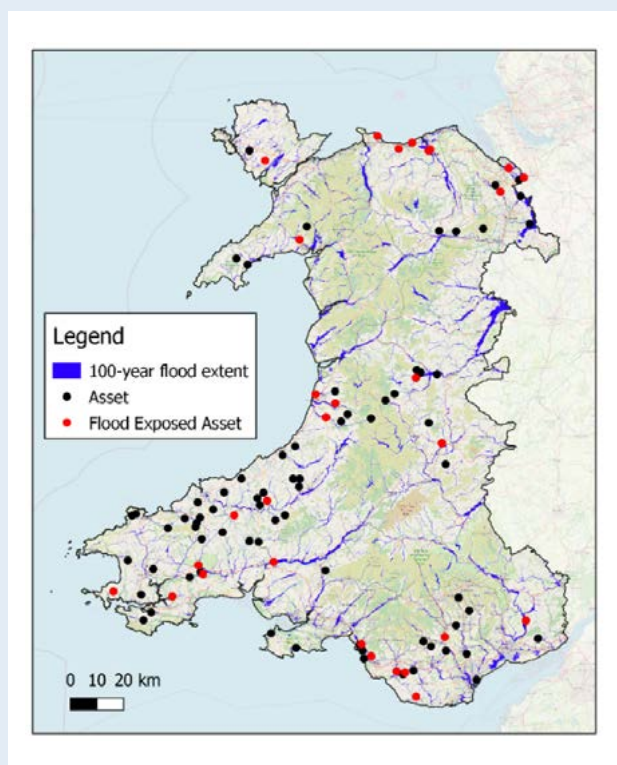 Legend
100-year flood extent
Asset
Flood Exposed Asset
0 10 20 km